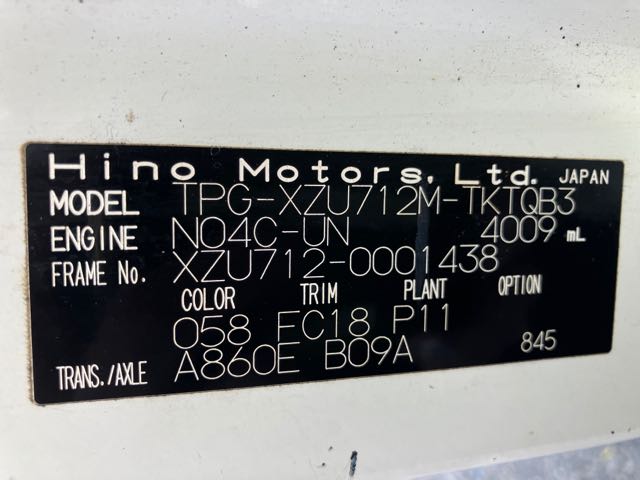 Hino Motors, Ltd. JAPAN
MODEL TPG-XZU712M-TKTQB3
ENGINE N04C-UN 4009 mL
FRAME No. XZU712-0001438
COLOR TRIM PLANT OPTION
058 FC18 P11
TRANS./AXLE A860E B09A 845